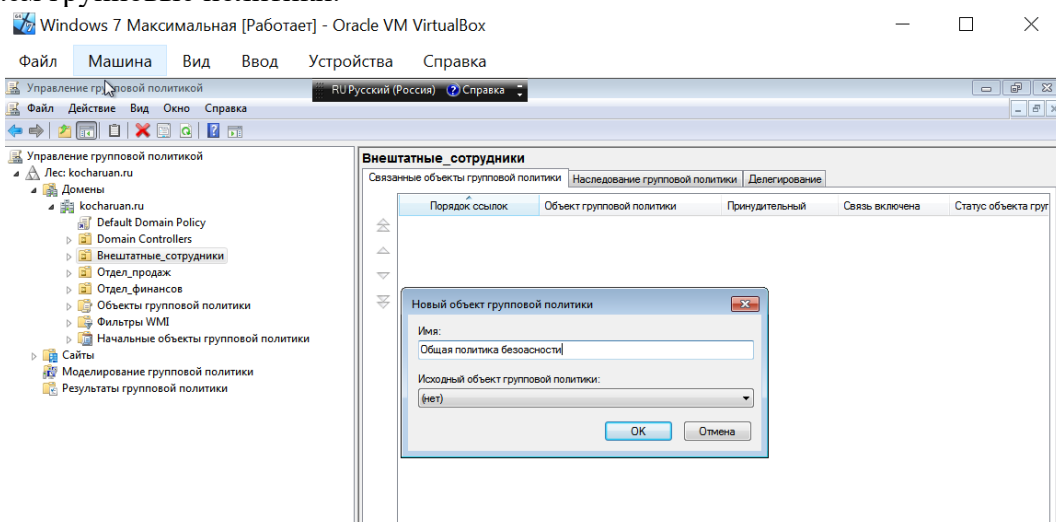 групповые политики.
Windows 7 Максимальная [Работает] - Oracle VM VirtualBox
Файл Машина Вид Ввод Устройства Справка
Управление групповой политикой RU Русский (Россия) Справка
Файл Действие Вид Окно Справка
Управление групповой политикой
Лес: kocharuan.ru
Домены
kocharuan.ru
Default Domain Policy
Domain Controllers
Внештатные_сотрудники
Отдел_продаж
Отдел_финансов
Объекты групповой политики
Фильтры WMI
Начальные объекты групповой политики
Сайты
Моделирование групповой политики
Результаты групповой политики
Внештатные_сотрудники
Связанные объекты групповой политики Наследование групповой политики Делегирование
Порядок ссылок Объект групповой политики Принудительный Связь включена Статус объекта груг
Новый объект групповой политики
Имя:
Общая политика безоасности
Исходный объект групповой политики:
(нет)
OK Отмена